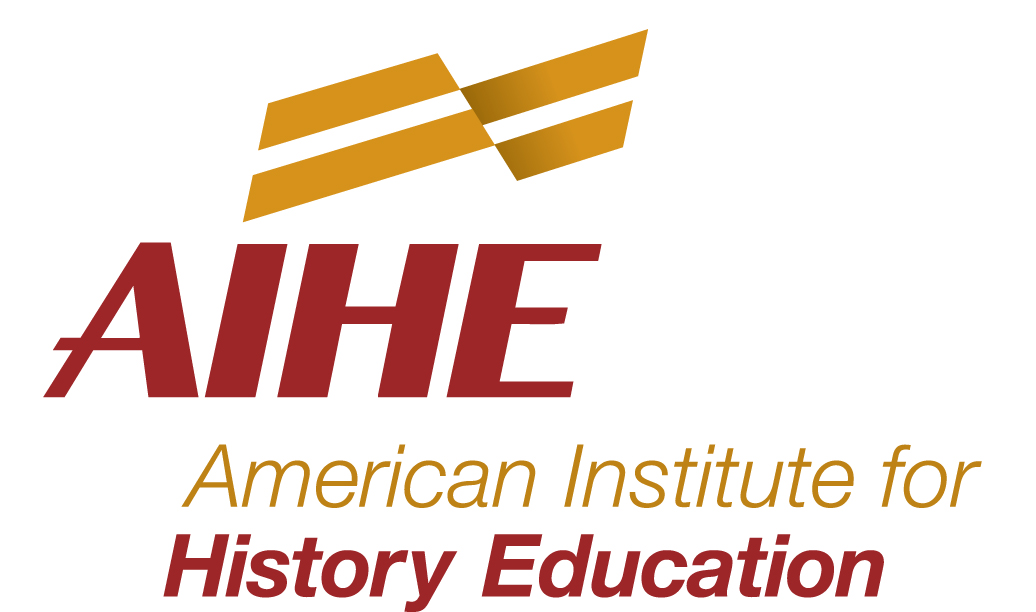 AIHE
American Institute for
History Education